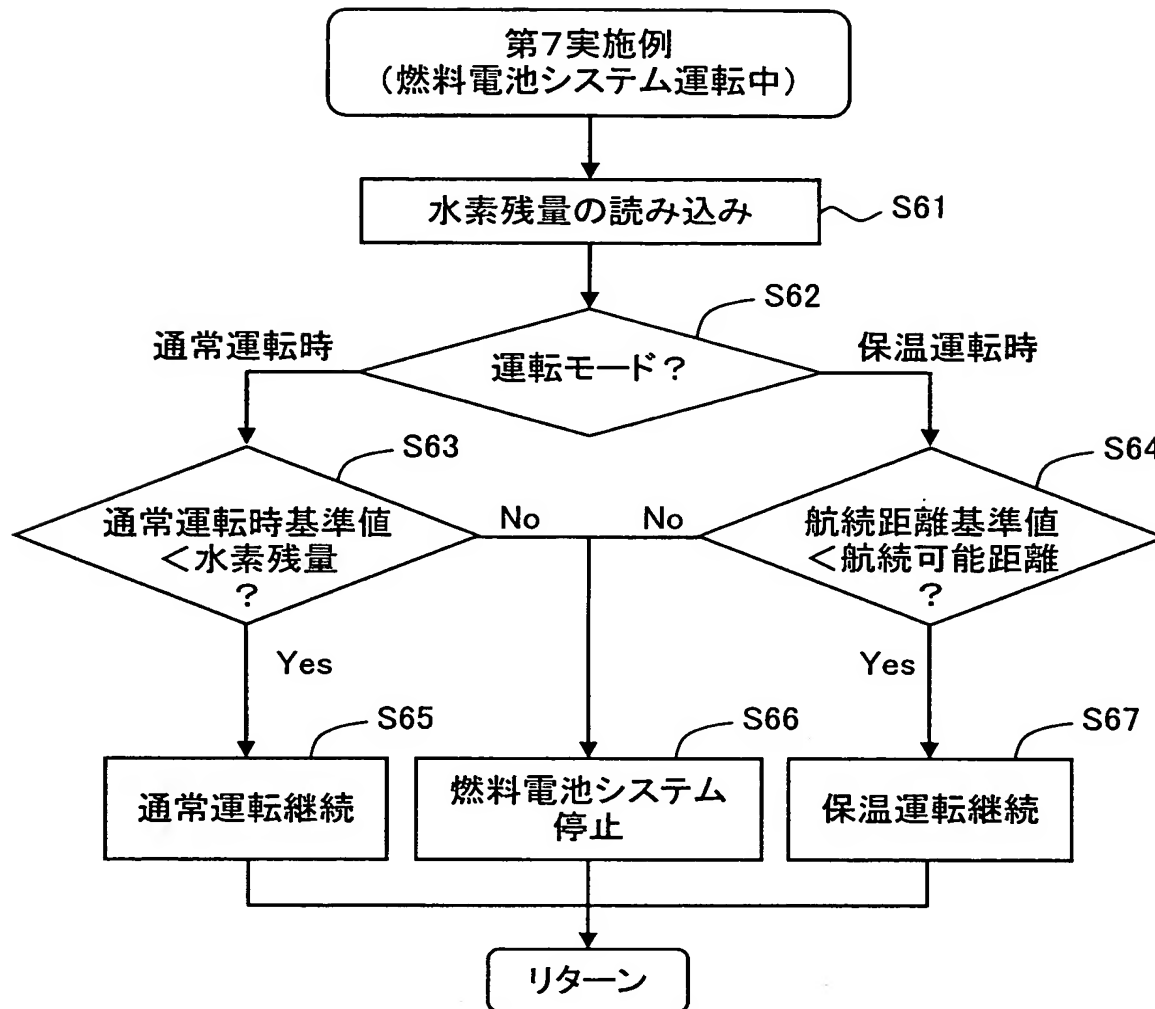 第7実施例
（燃料電池システム運転中）
水素残量の読み込み
S61
S62
通常運転時
保温運転時
運転モード？
S63
S64
通常運転時基準値
＜水素残量
？
No
No
航続距離基準値
＜航続可能距離
？
Yes
Yes
S65
S66
S67
通常運転継続
燃料電池システム
停止
保温運転継続
リターン